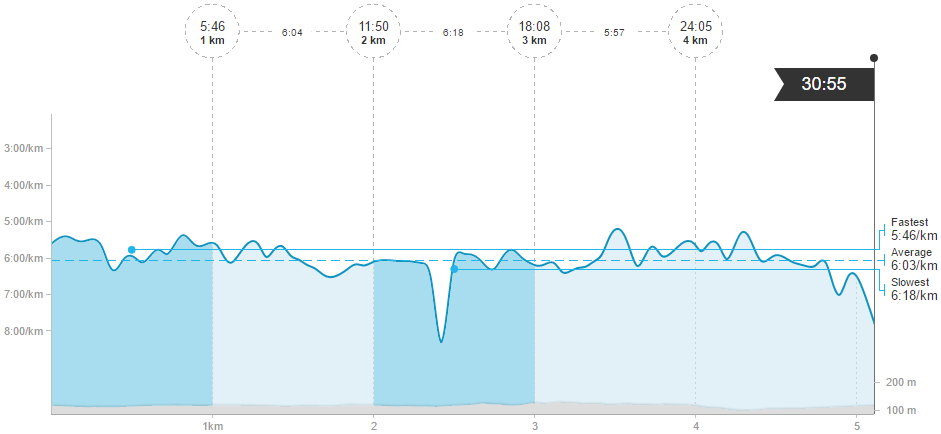 5:46
1 km
6:04
11:50
2 km
6:18
18:08
3 km
5:57
24:05
4 km
30:55
3:00/km
4:00/km
5:00/km
6:00/km
7:00/km
8:00/km
Fastest
5:46/km
Average
6:03/km
Slowest
6:18/km
200 m
100 m
1km
2
3
4
5